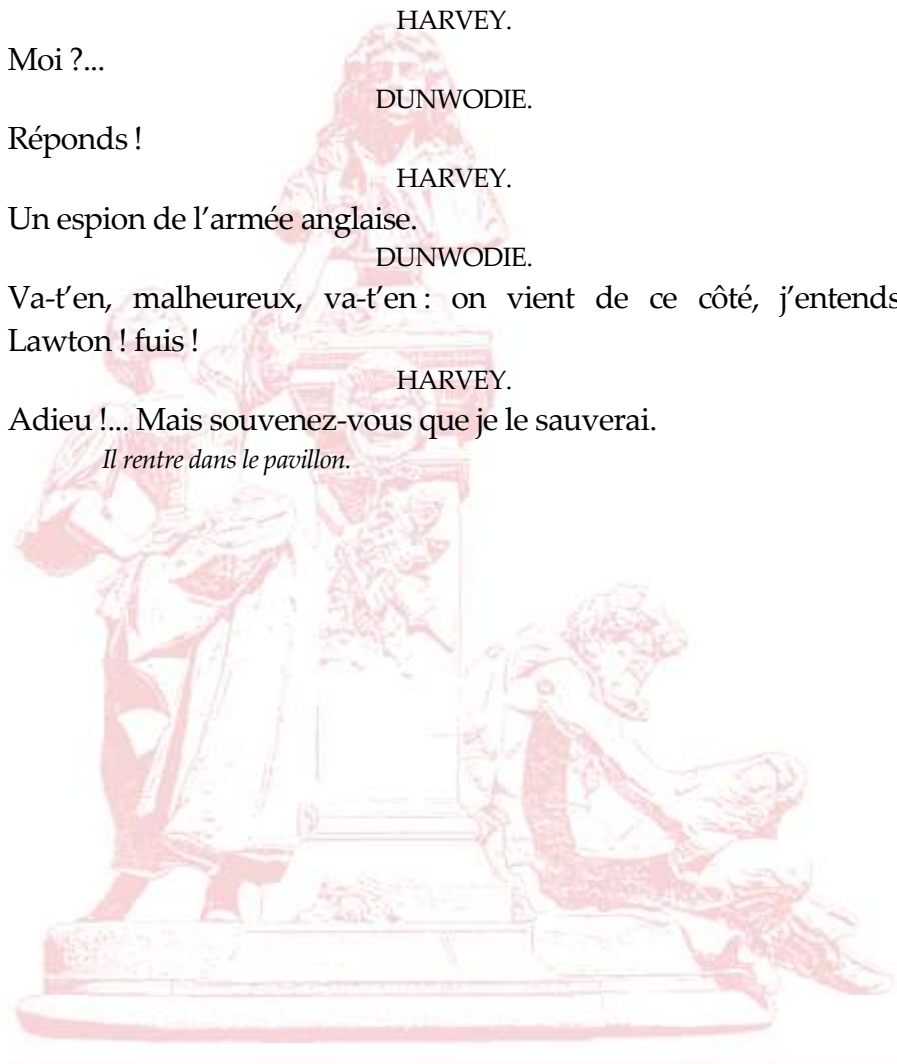 HARVEY.
Moi ?...
DUNWODIE.
Réponds !
HARVEY.
Un espion de l’armée anglaise.
DUNWODIE.
Va-t’en, malheureux, va-t’en : on vient de ce côté, j’entends
Lawton ! fuis !
HARVEY.
Adieu !... Mais souvenez-vous que je le sauverai.
Il rentre dans le pavillon.